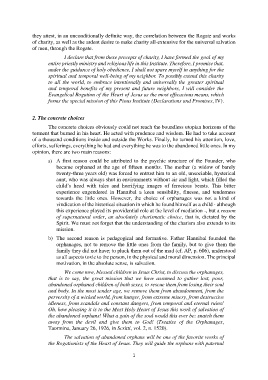 they attest, in an unconditionally definite way, the correlation between the Rogate and works
of charity, as well as the ardent desire to make charity all-extensive for the universal salvation
of men, through the Rogate.
I declare that from these precepts of charity, I have formed the goal of my
entire priestly ministry and religious life in this Institute. Therefore, I promise that,
under the guidance of holy obedience, I shall not spare myself in anything for the
spiritual and temporal well-being of my neighbor. To possibly extend this charity
to all the world, to embrace intentionally and universally the greater spiritual
and temporal benefits of my present and future neighbors, I will consider the
Evangelical Rogation of the Heart of Jesus as the most efficacious means, which
forms the special mission of this Pious Institute (Declarations and Promises, IV).
2. The concrete choices
The concrete choices obviously could not reach the boundless utopian horizons of the
torment that burned in his heart. He acted with prudence and wisdom. He had to take account
of a thousand conditions inside and outside the Works. Finally, he turned his attention, love,
efforts, sufferings, everything he had and everything he was to the abandoned little ones. In my
opinion, there are two main reasons:
a) A first reason could be attributed to the psychic structure of the Founder, who
became orphaned at the age of fifteen months. The mother (a widow of barely
twenty-three years old) was forced to entrust him to an old, unsociable, hysterical
aunt, who was always shut in environments without air and light, which filled the
child's head with tales and horrifying images of ferocious beasts. This bitter
experience engendered in Hannibal a keen sensibility, finesse, and tenderness
towards the little ones. However, the choice of orphanages was not a kind of
vindication of the historical situation in which he found himself as a child - although
this experience played its providential role at the level of mediation -, but a reason
of supernatural order, an absolutely charismatic choice, that is, dictated by the
Spirit. We must not forget that the understanding of the charism also extends to its
mission.
b) The second reason is pedagogical and formative. Father Hannibal founded the
orphanages, not to remove the little ones from the family, but to give them the
family they did not have; to pluck them out of the mud (cf. AP, p. 686), understood
in all aspects toxic to the person, in the physical and moral dimension. The principal
motivation, in the absolute sense, is salvation.
We come now, blessed children in Jesus Christ, to discuss the orphanages,
that is to say, the great mission that we have assumed to gather lost, poor,
abandoned orphaned children of both sexes, to rescue them from losing their soul
and body. In the most tender age, we remove them from abandonment, from the
perversity of a wicked world, from hunger, from extreme misery, from destructive
idleness, from scandals and constant dangers, from temporal and eternal ruins!
Oh, how pleasing it is to the Most Holy Heart of Jesus this work of salvation of
the abandoned orphans! What a gain of the soul would this ever be: snatch them
away from the devil and give them to God! (Treatise of the Orphanages,
Taormina, January 26, 1926, in Scritti, vol. 2, n. 1520).
The salvation of abandoned orphans will be one of the favorite works of
the Rogationists of the Heart of Jesus. They will guide the orphans with paternal
2